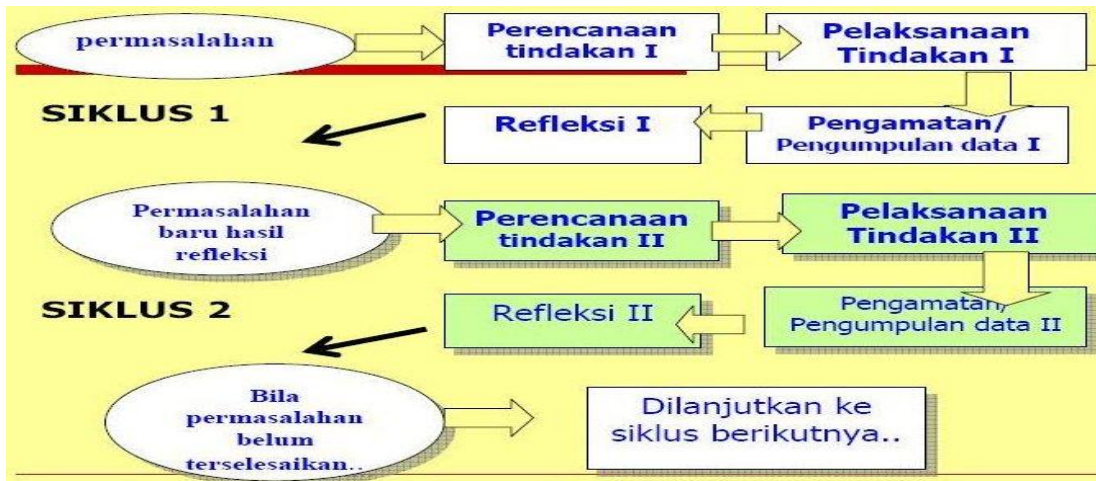 permasalahan
Perencanaan
tindakan I
Pelaksanaan
Tindakan I
SIKLUS 1
Refleksi I
Pengamatan/
Pengumpulan data I
Permasalahan
baru hasil
refleksi
Perencanaan
tindakan II
Pelaksanaan
Tindakan II
SIKLUS 2
Refleksi II
Pengamatan/
Pengumpulan data II
Bila
permasalahan
belum
terselesaikan..
Dilanjutkan ke
siklus berikutnya..